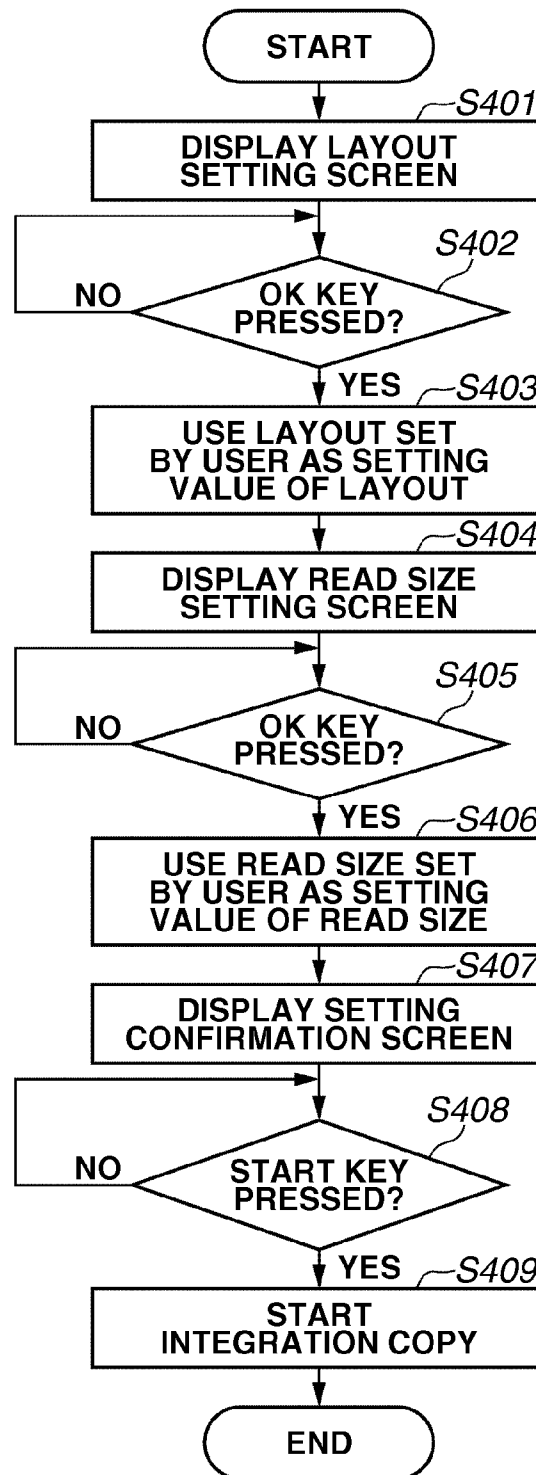 START
S401
DISPLAY LAYOUT
SETTING SCREEN
S402
OK KEY
PRESSED?
NO
YES
S403
USE LAYOUT SET
BY USER AS SETTING
VALUE OF LAYOUT
S404
DISPLAY READ SIZE
SETTING SCREEN
S405
OK KEY
PRESSED?
NO
YES
S406
USE READ SIZE SET
BY USER AS SETTING
VALUE OF READ SIZE
S407
DISPLAY SETTING
CONFIRMATION SCREEN
S408
START KEY
PRESSED?
NO
YES
S409
START
INTEGRATION COPY
END